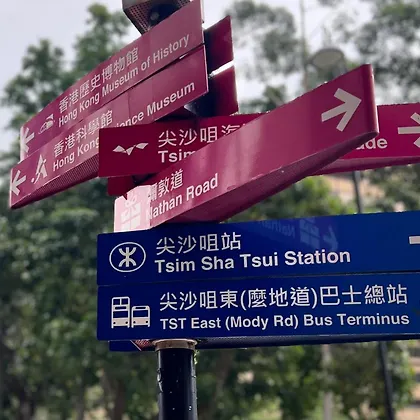 香港歷史博物館
Hong Kong Museum of History
香港科學
Hong Kong Science Museum
尖沙咀海
Tsim
ade
彌敦道
Nathan Road
尖沙咀站
Tsim Sha Tsui Station
尖沙咀東(麼地道)巴士總站
TST East (Mody Rd) Bus Terminus